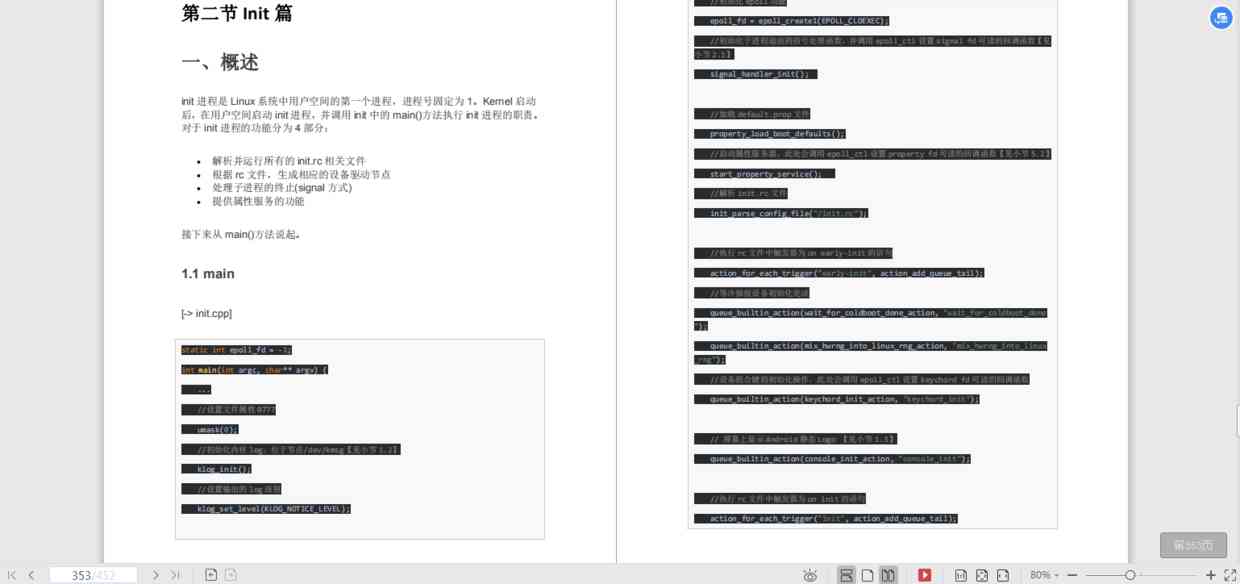 第二节 Init 篇
一、概述
init 进程是 Linux 系统中用户空间的第一个进程，进程号固定为 1。Kernel 启动
后，在用户空间启动 init 进程，并调用 init 中的 main()方法执行 init 进程的职责。
对于 init 进程的功能分为 4 部分：
• 解析并运行所有的 init.rc 相关文件
• 根据 rc 文件，生成相应的设备驱动节点
• 处理子进程的终止(signal 方式)
• 提供属性服务的功能
接下来从 main()方法说起。
1.1 main
[-> init.cpp]
static int epoll_fd = -1;
int main(int argc, char** argv) {
...
//设置文件属性0777
umask(0);
//初始化内核 log，位于节点/dev/kmsg【见小节1.2】
klog_init();
//设置输出的 log 级别
klog_set_level(KLOG_NOTICE_LEVEL);
epoll_fd = epoll_create1(EPOLL_CLOEXEC);
//初始化子进程退出的信号处理函数，并调用 epoll_ctl 设置 signal fd 可读的回调函数【见
小节2.1】
signal_handler_init();
//加载 default.prop 文件
property_load_boot_defaults();
//启动属性服务器，此处会调用 epoll_ctl 设置 property fd 可读的回调函数【见小节5.1】
start_property_service();
//解析 init.rc 文件
init_parse_config_file("/init.rc");
//执行 rc 文件中触发器为 on early-init 的语句
action_for_each_trigger("early-init", action_add_queue_tail);
//等冷插拔设备初始化完成
queue_builtin_action(wait_for_coldboot_done_action, "wait_for_coldboot_done
");
queue_builtin_action(mix_hwrng_into_linux_rng_action, "mix_hwrng_into_linux
_rng");
//设备组合键的初始化操作，此处会调用 epoll_ctl 设置 keychord fd 可读的回调函数
queue_builtin_action(keychord_init_action, "keychord_init");
// 屏幕上显示 Android 静态 Logo 【见小节1.3】
queue_builtin_action(console_init_action, "console_init");
//执行 rc 文件中触发器为 on init 的语句
action_for_each_trigger("init", action_add_queue_tail);
第353页
353/452
80%